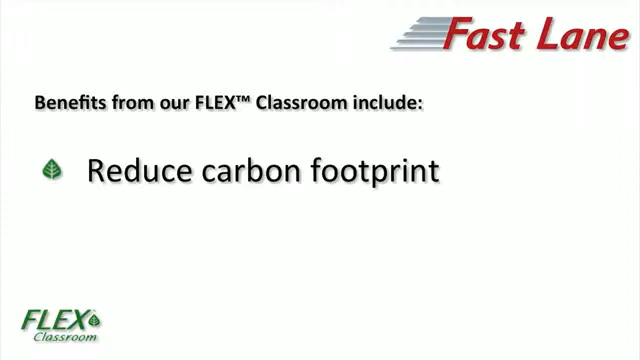 Fast Lane
Benefits from our FLEX™ Classroom include:
Reduce carbon footprint
FLEX
Classroom